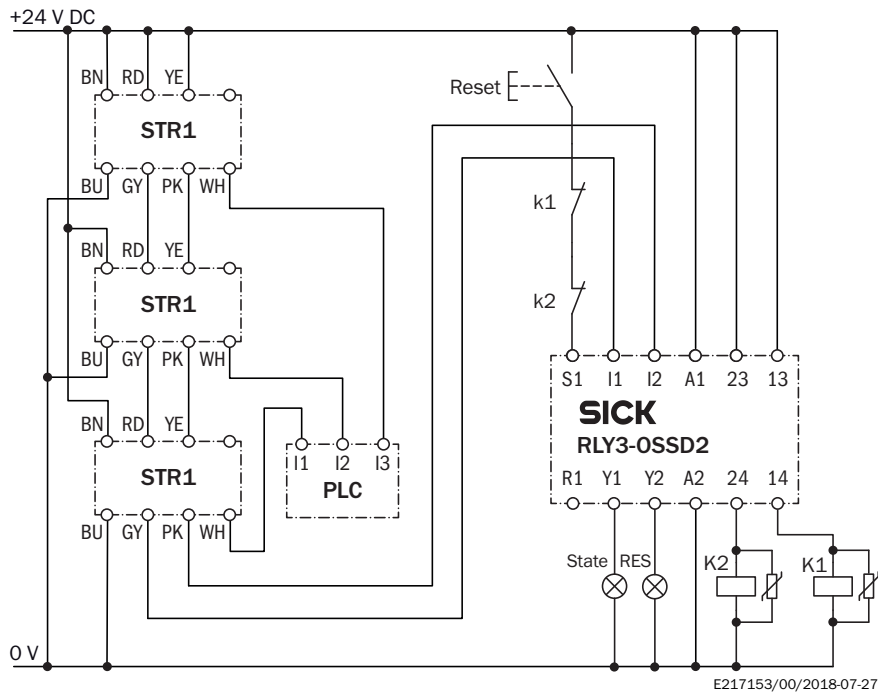 +24 V DC
BN RD YE
STR1
BU GY PK WH
Reset
k1
BN RD YE
STR1
k2
BU GY PK WH
S1 I1 I2 A1 23 13
SICK
RLY3-OSSD2
BN RD YE
STR1
I1 I2 I3
PLC
R1 Y1 Y2 A2 24 14
BU GY PK WH
State RES K2 K1
0 V
E217153/00/2018-07-27